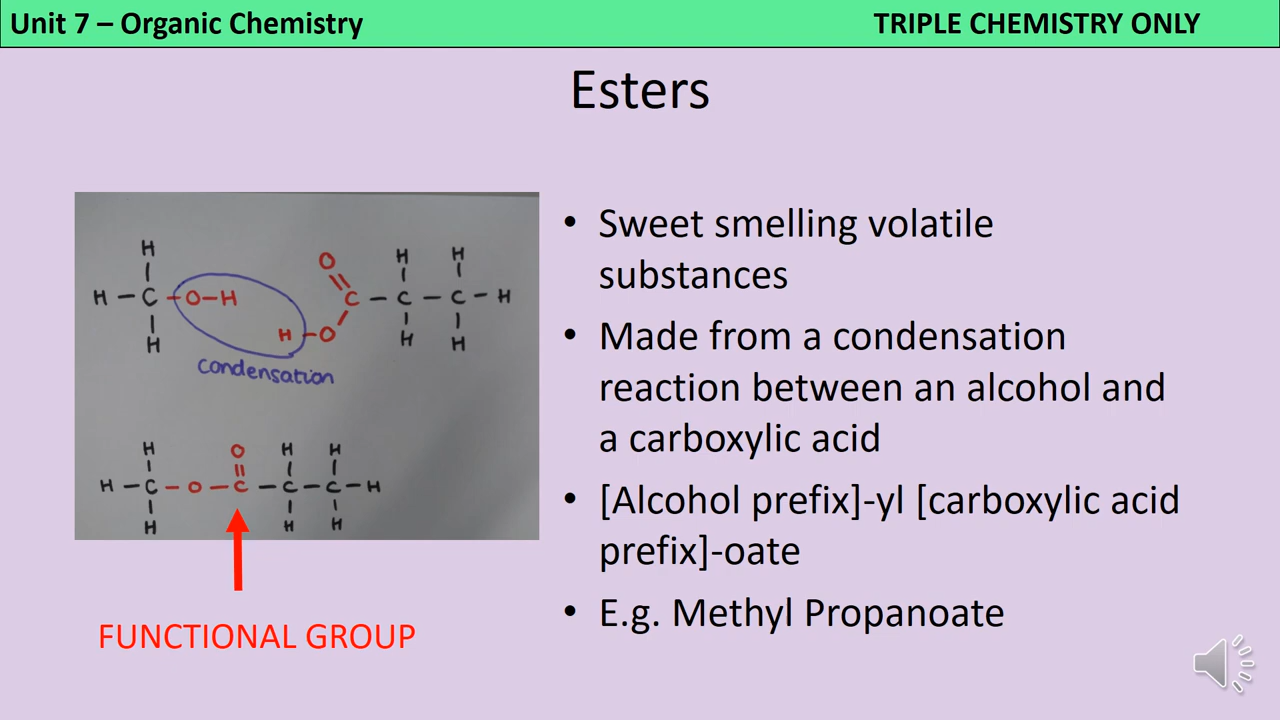 Unit 7 – Organic Chemistry
TRIPLE CHEMISTRY ONLY
Esters
H H H
O
H – C – O – H C – C – C – H
H – O
H H H
Condensation
H O H H
H – C – O – C – C – C – H
H H H
FUNCTIONAL GROUP
• Sweet smelling volatile
substances
• Made from a condensation
reaction between an alcohol and
a carboxylic acid
• [Alcohol prefix]-yl [carboxylic acid
prefix]-oate
• E.g. Methyl Propanoate